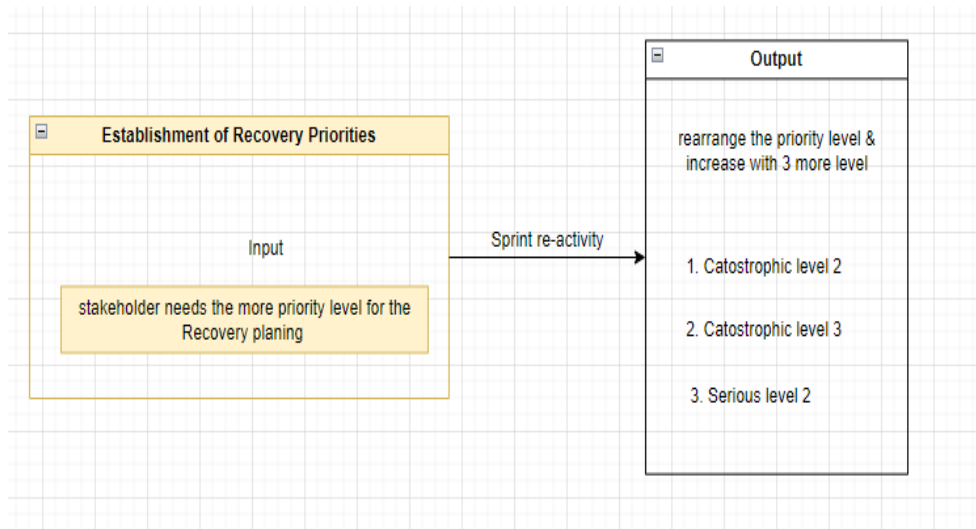 Establishment of Recovery Priorities
Input
stakeholder needs the more priority level for the
Recovery planing
Sprint re-activity
Output
rearrange the priority level &
increase with 3 more level
1. Catostrophic level 2
2. Catostrophic level 3
3. Serious level 2